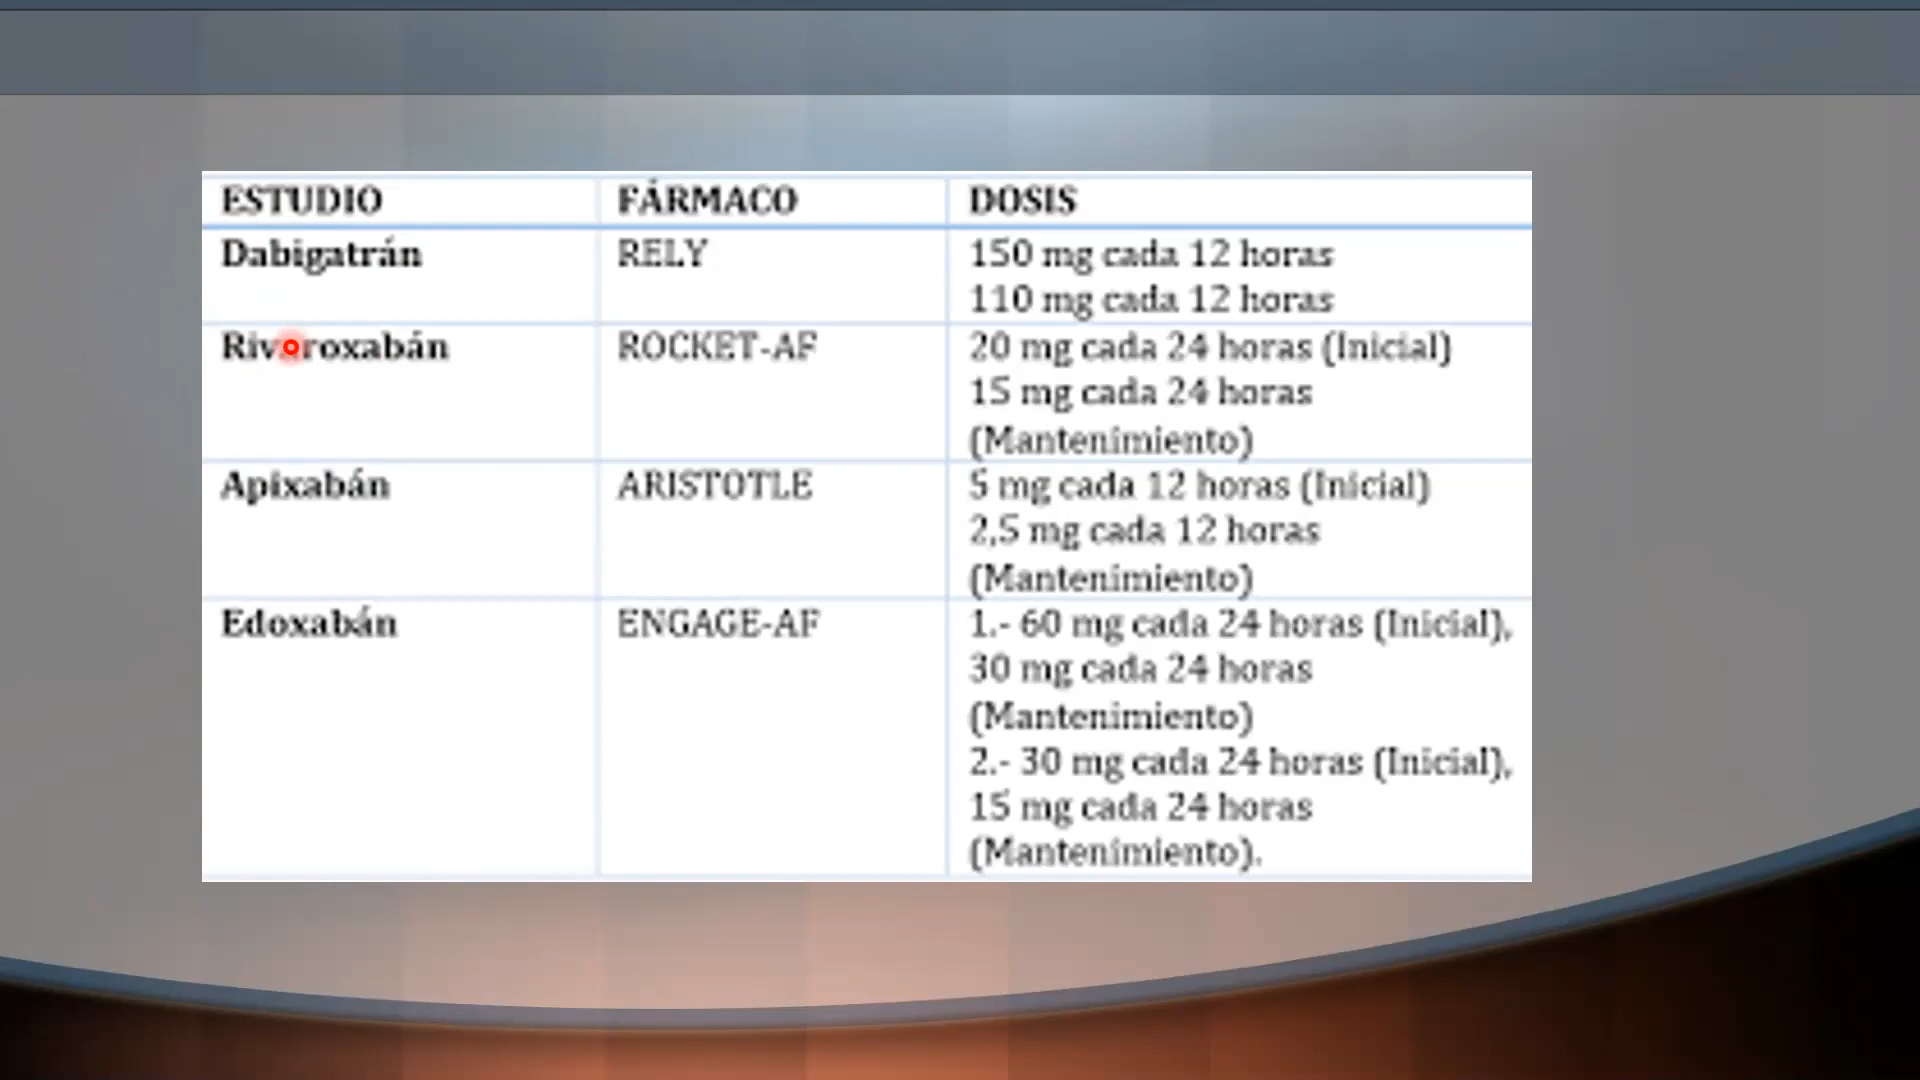 ESTUDIO FÁRMACO DOSIS
Dabigatrán RELY 150 mg cada 12 horas
110 mg cada 12 horas
Rivaroxabán ROCKET-AF 20 mg cada 24 horas (Inicial)
15 mg cada 24 horas
(Mantenimiento)
Apixabán ARISTOTLE 5 mg cada 12 horas (Inicial)
2,5 mg cada 12 horas
(Mantenimiento)
Edoxabán ENGAGE-AF 1.- 60 mg cada 24 horas (Inicial),
30 mg cada 24 horas
(Mantenimiento)
2.- 30 mg cada 24 horas (Inicial),
15 mg cada 24 horas
(Mantenimiento).